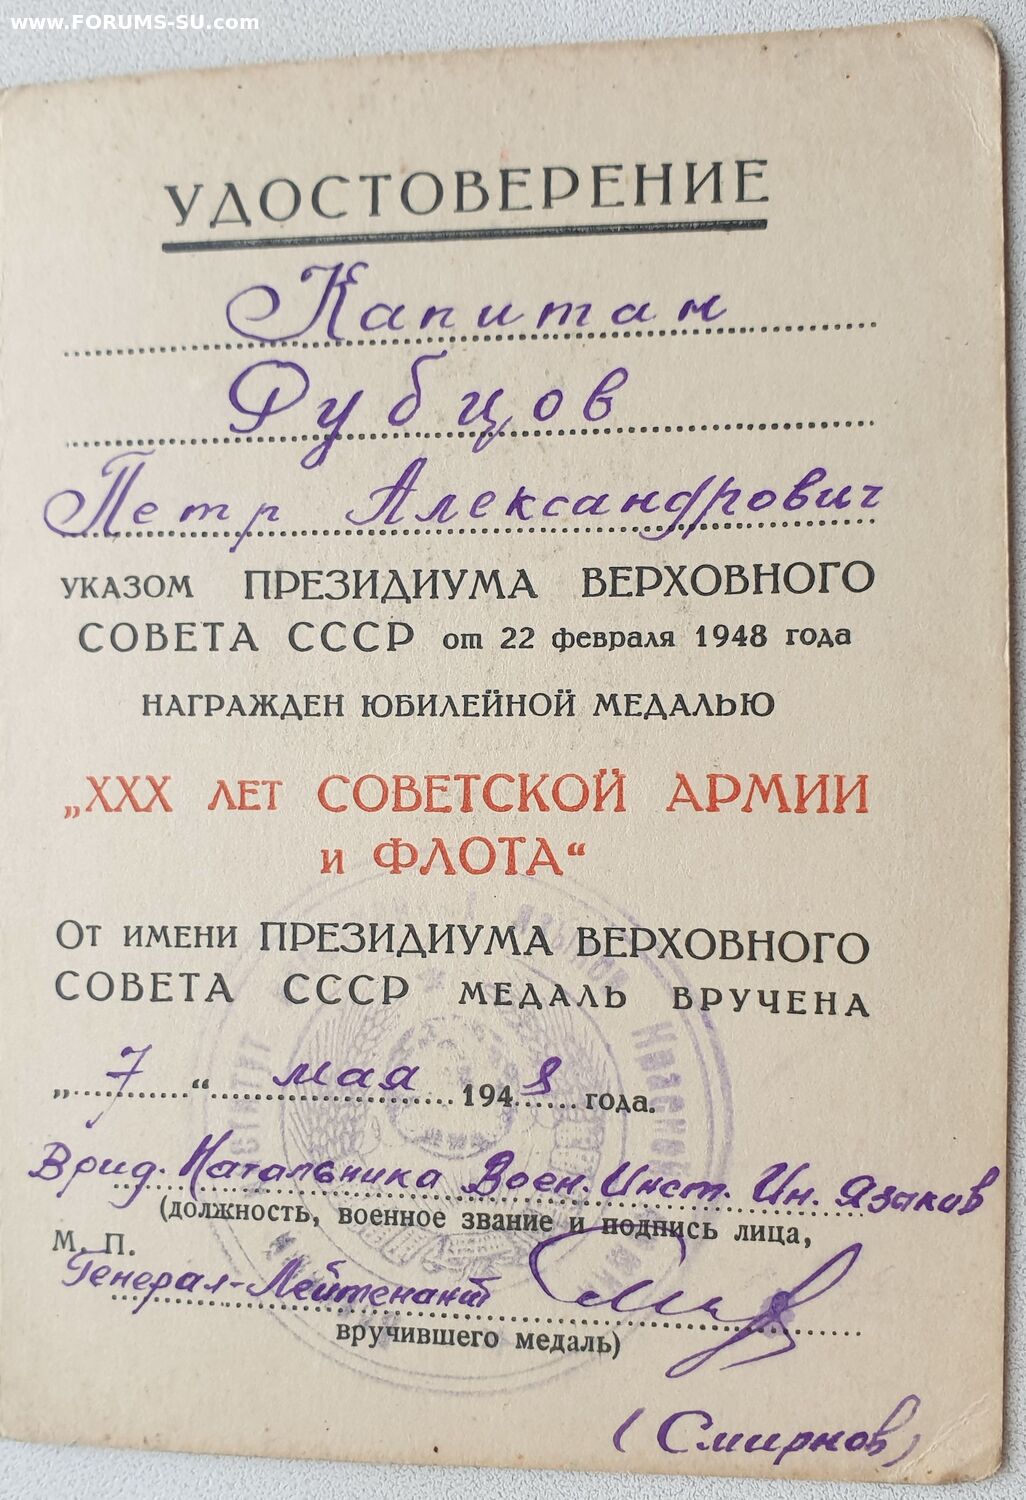 www.FORUMS-SU.com
УДОСТОВЕРЕНИЕ
Капитан
Рубцов
Петр Александрович
УКАЗОМ ПРЕЗИДИУМА ВЕРХОВНОГО
СОВЕТА СССР от 22 февраля 1948 года
НАГРАЖДЕН ЮБИЛЕЙНОЙ МЕДАЛЬЮ
„XXX ЛЕТ СОВЕТСКОЙ АРМИИ
и ФЛОТА“
ОТ ИМЕНИ ПРЕЗИДИУМА ВЕРХОВНОГО
СОВЕТА СССР МЕДАЛЬ ВРУЧЕНА
„ 7 “ мая 1948 года.
Врид. Начальника Воен. Инст. Ин. Языков
(должность, военное звание и подпись лица,
М. П.
Генерал-Лейтенант
вручившего медаль)
(Смирнов)